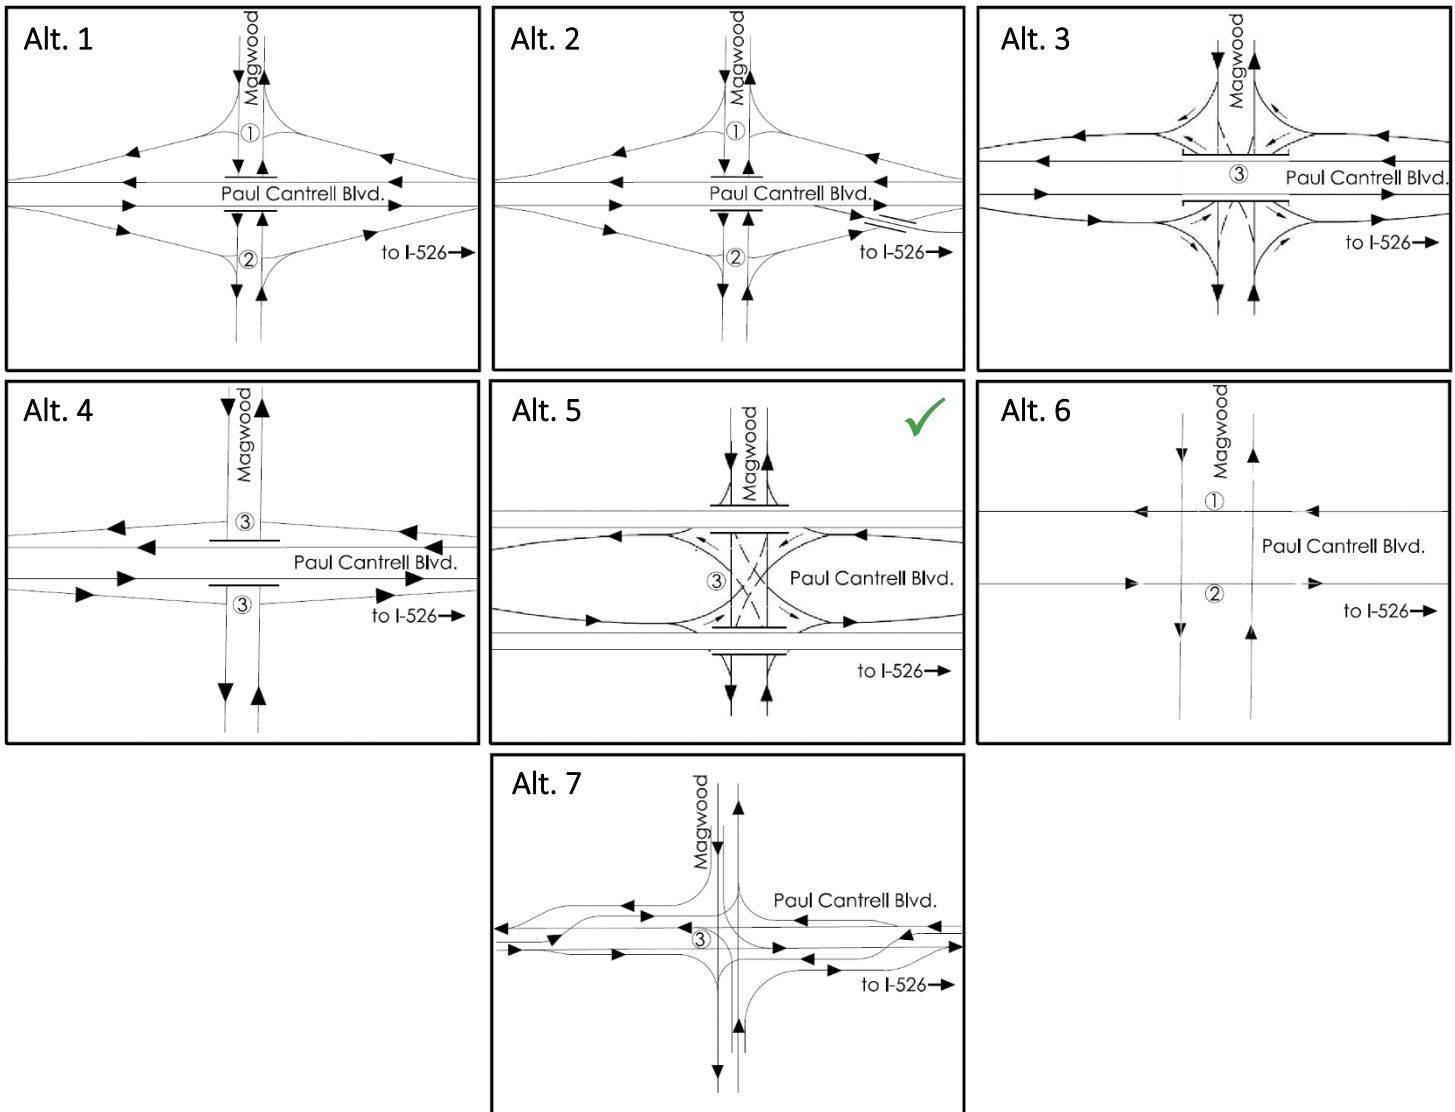 Alt. 1
Magwood
①
Paul Cantrell Blvd.
②
to I-526
Alt. 2
Magwood
①
Paul Cantrell Blvd.
②
to I-526
Alt. 3
Magwood
③
Paul Cantrell Blvd.
to I-526
Alt. 4
Magwood
③
Paul Cantrell Blvd.
③
to I-526
Alt. 5
Magwood
③
Paul Cantrell Blvd.
to I-526
Alt. 6
Magwood
①
Paul Cantrell Blvd.
②
to I-526
Alt. 7
Magwood
Paul Cantrell Blvd.
③
to I-526